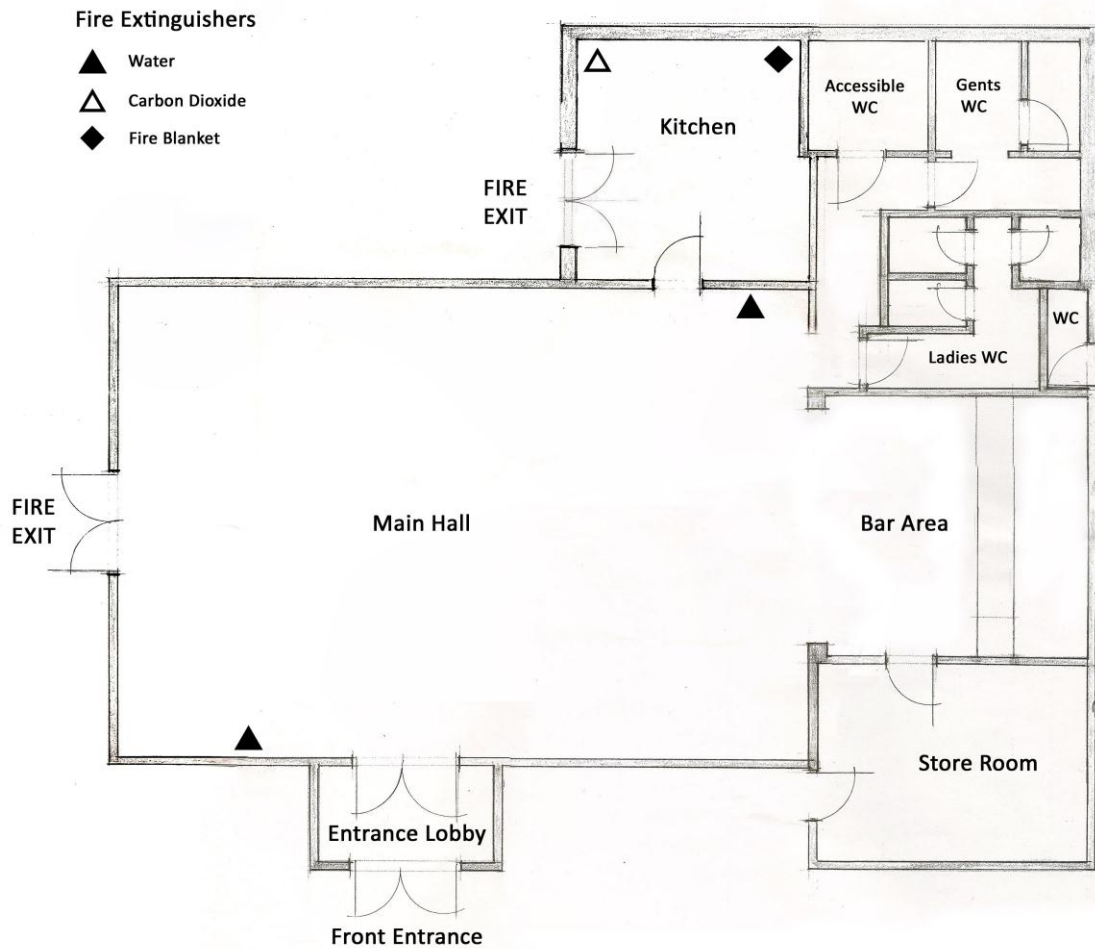 Fire Extinguishers
Water
Carbon Dioxide
Fire Blanket
Kitchen
Accessible
WC
Gents
WC
FIRE
EXIT
WC
Ladies WC
FIRE
EXIT
Main Hall
Bar Area
Store Room
Entrance Lobby
Front Entrance